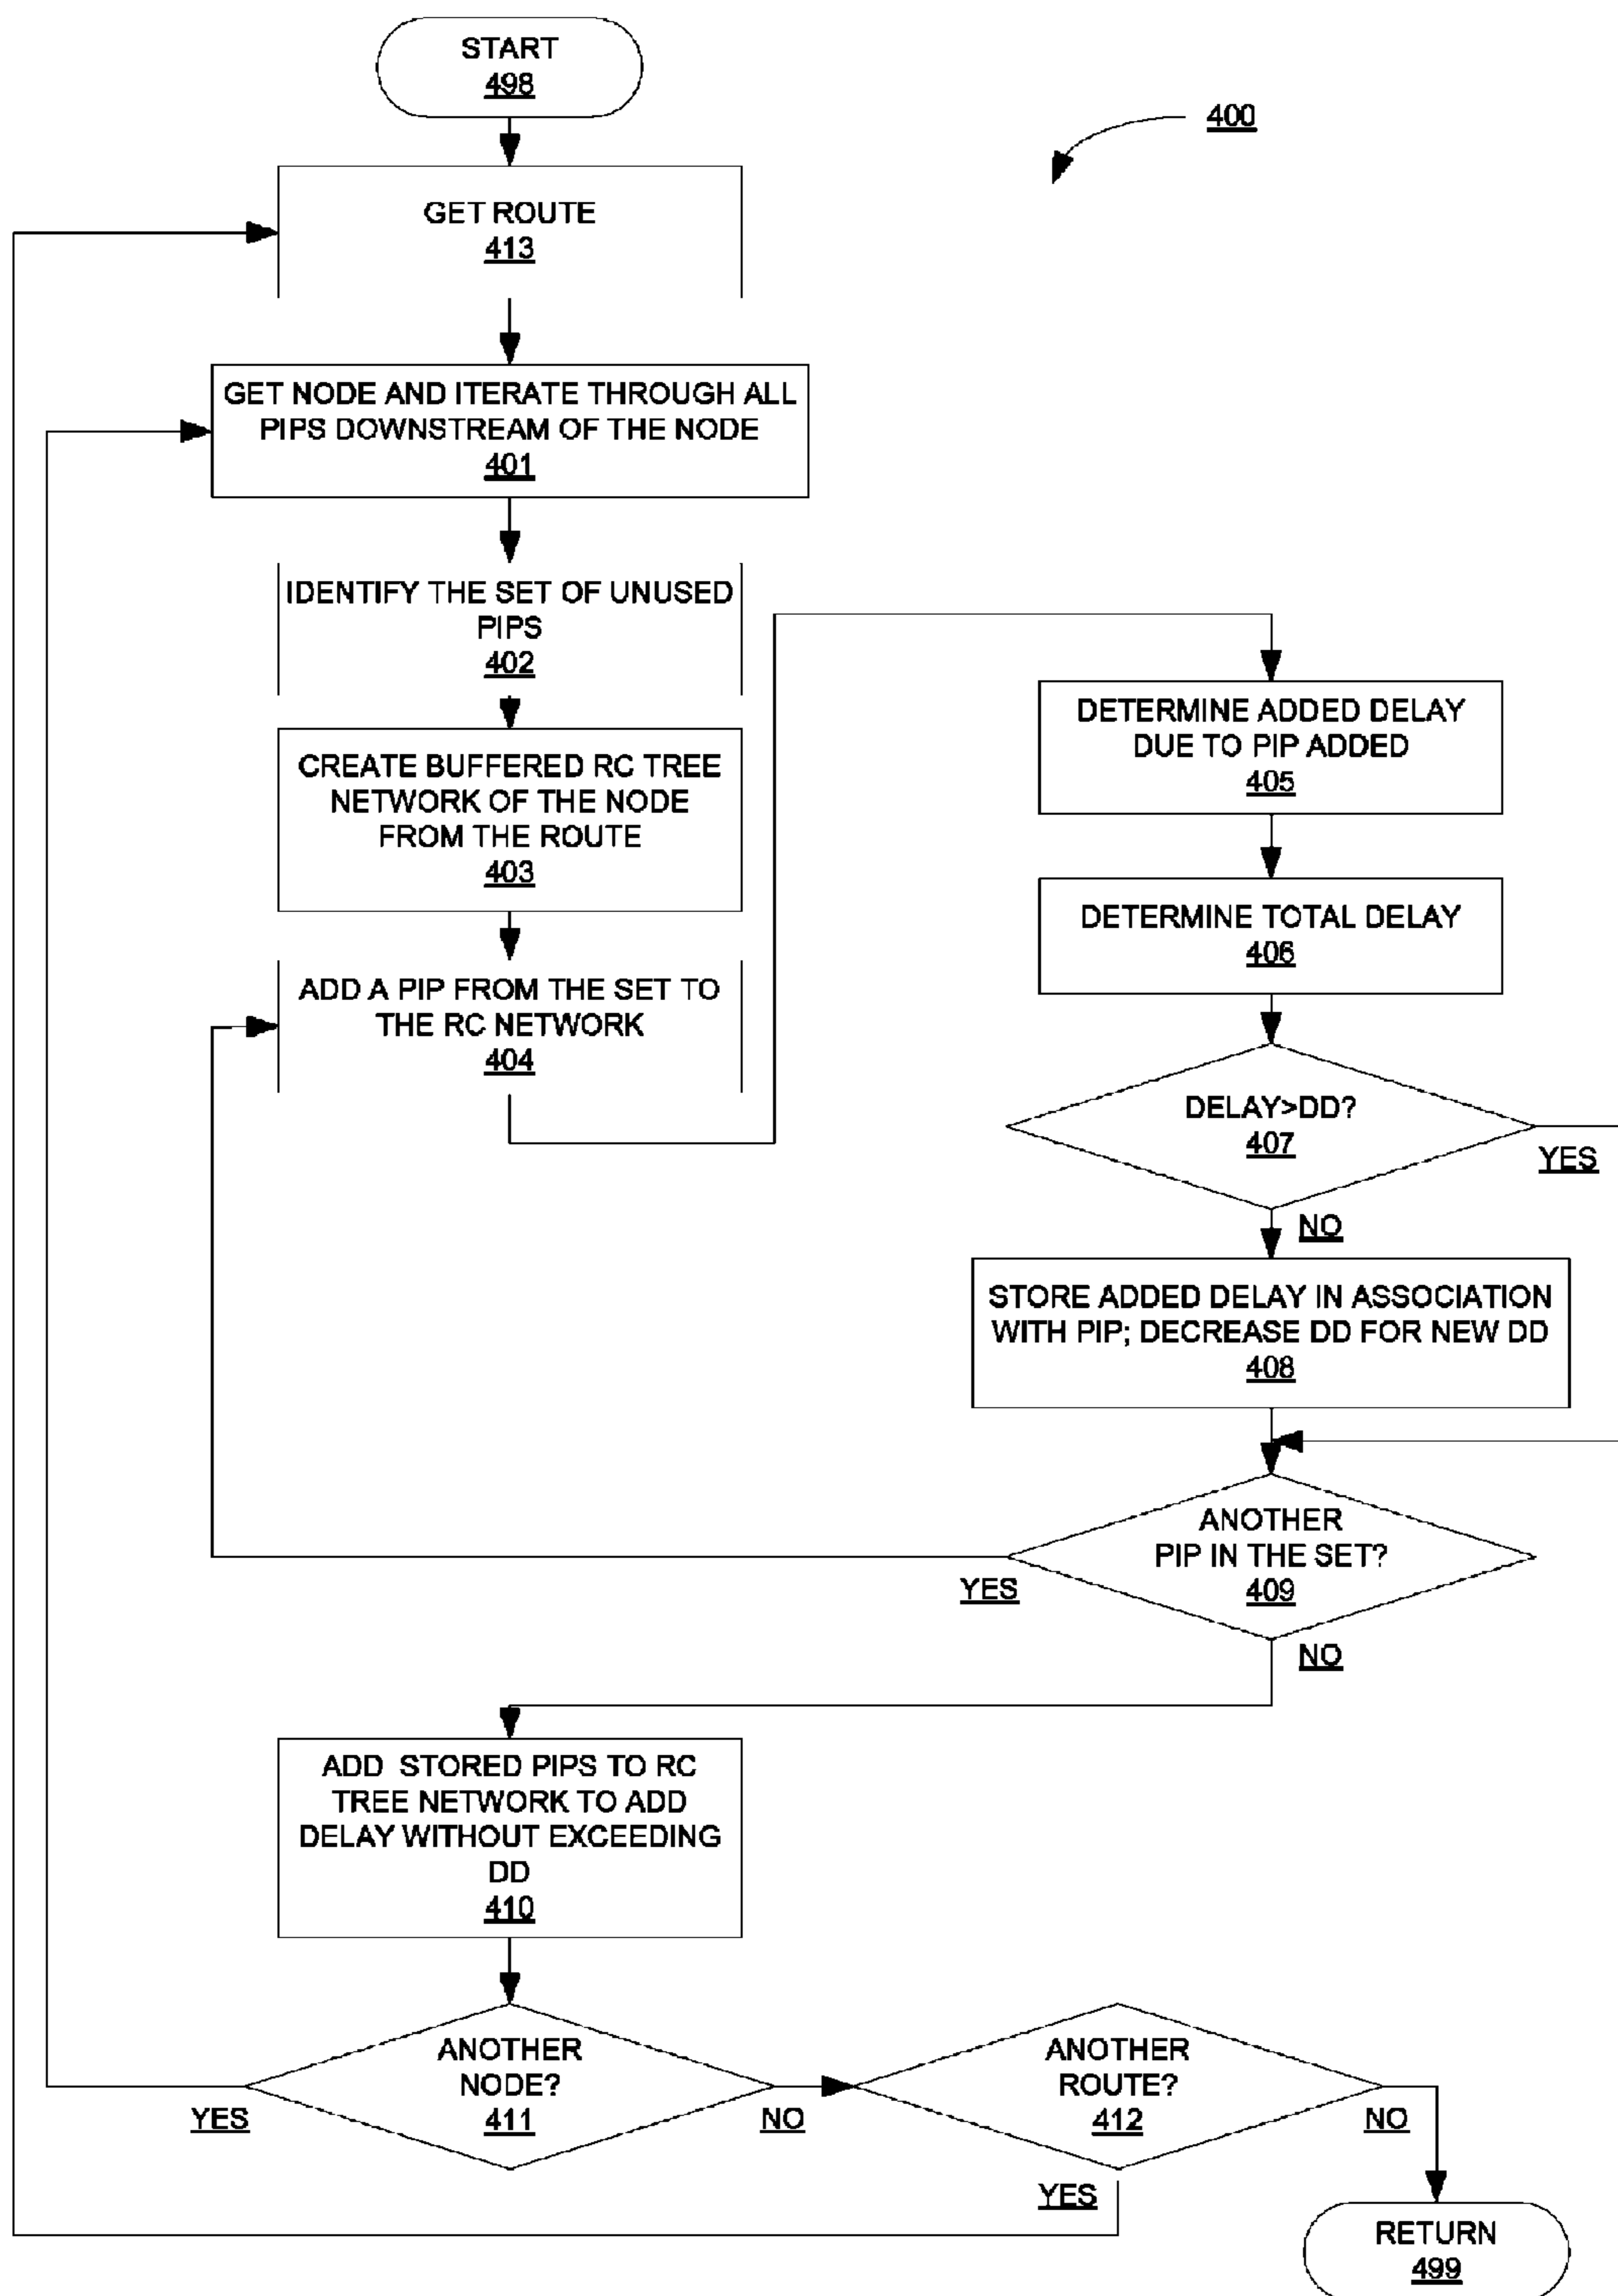 START
498
400
GET ROUTE
413
GET NODE AND ITERATE THROUGH ALL
PIPS DOWNSTREAM OF THE NODE
401
IDENTIFY THE SET OF UNUSED
PIPS
402
CREATE BUFFERED RC TREE
NETWORK OF THE NODE
FROM THE ROUTE
403
ADD A PIP FROM THE SET TO
THE RC NETWORK
404
DETERMINE ADDED DELAY
DUE TO PIP ADDED
405
DETERMINE TOTAL DELAY
406
DELAY>DD?
407
YES
NO
STORE ADDED DELAY IN ASSOCIATION
WITH PIP; DECREASE DD FOR NEW DD
408
ANOTHER
PIP IN THE SET?
409
YES
NO
ADD STORED PIPS TO RC
TREE NETWORK TO ADD
DELAY WITHOUT EXCEEDING
DD
410
ANOTHER
NODE?
411
YES
NO
ANOTHER
ROUTE?
412
NO
YES
RETURN
499